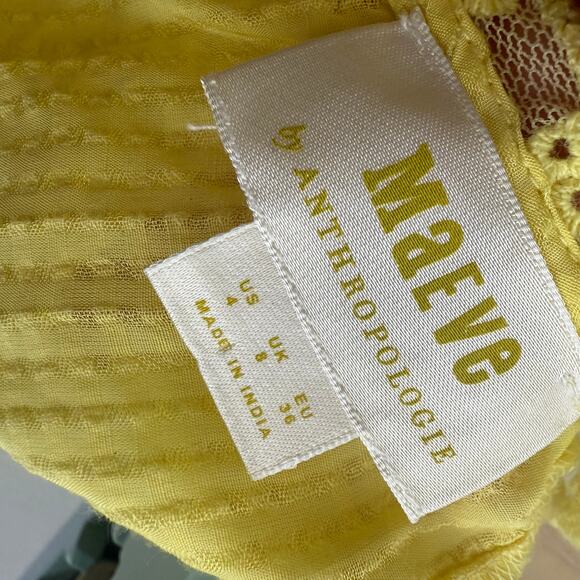 MaEVe
by ANTHROPOLOGIE
US UK EU
4 8 36
MADE IN INDIA